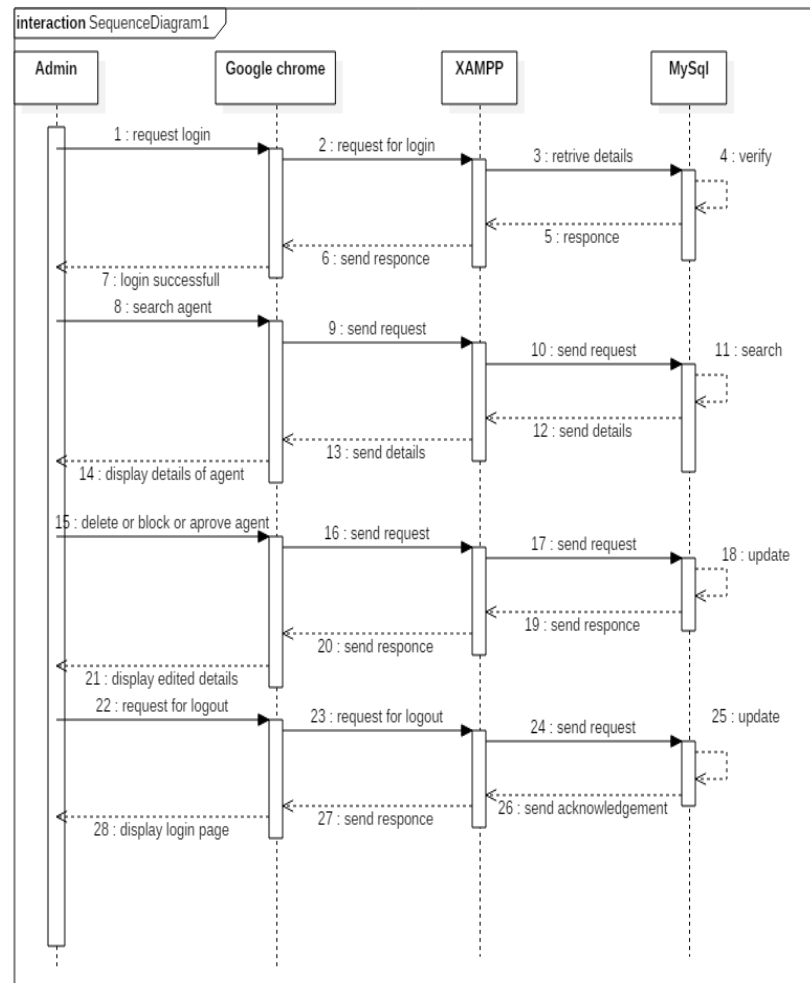 interaction SequenceDiagram1
Admin
Google chrome
XAMPP
MySql
1 : request login
2 : request for login
3 : retrive details
4 : verify
5 : responce
6 : send responce
7 : login successfull
8 : search agent
9 : send request
10 : send request
11 : search
12 : send details
13 : send details
14 : display details of agent
15 : delete or block or aprove agent
16 : send request
17 : send request
18 : update
19 : send responce
20 : send responce
21 : display edited details
22 : request for logout
23 : request for logout
24 : send request
25 : update
26 : send acknowledgement
27 : send responce
28 : display login page